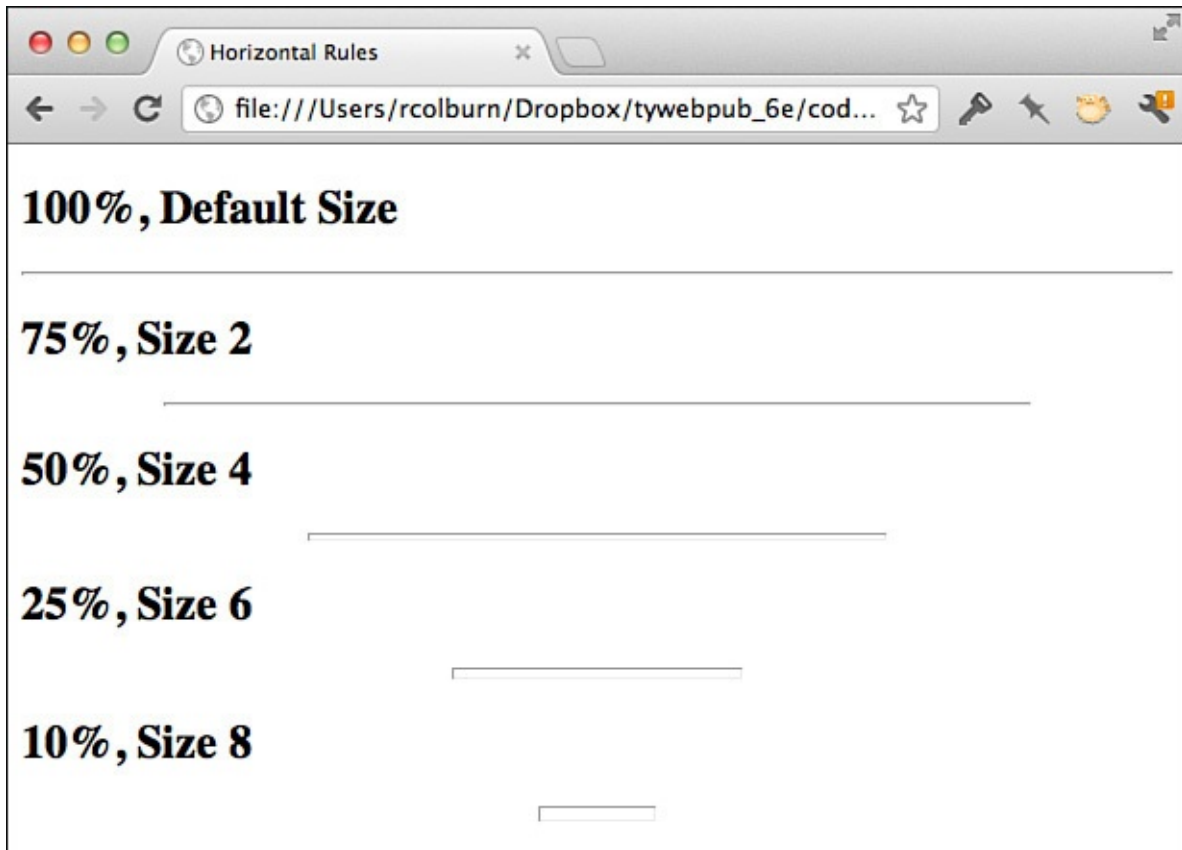 Horizontal Rules
file:///Users/rcolburn/Dropbox/tywebpub_6e/cod...
100%, Default Size
75%, Size 2
50%, Size 4
25%, Size 6
10%, Size 8